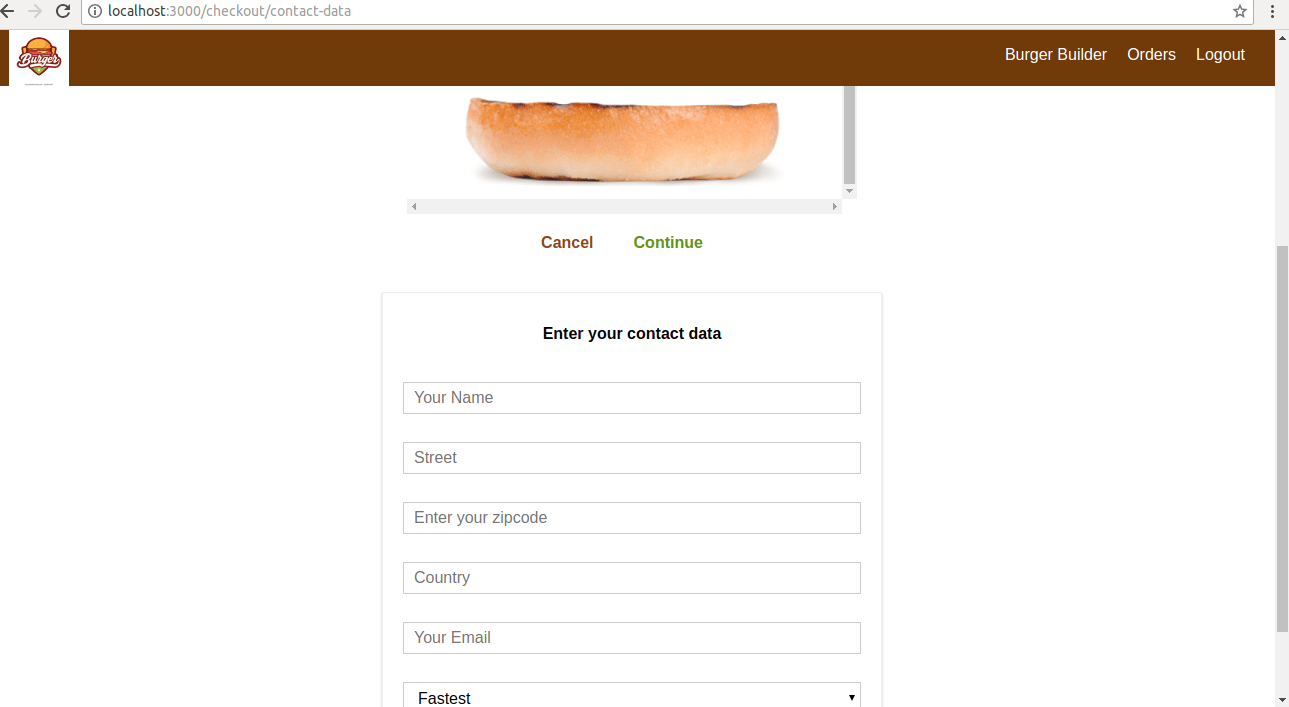 localhost:3000/checkout/contact-data
Burger
Burger Builder Orders Logout
Cancel Continue
Enter your contact data
Your Name
Street
Enter your zipcode
Country
Your Email
Fastest